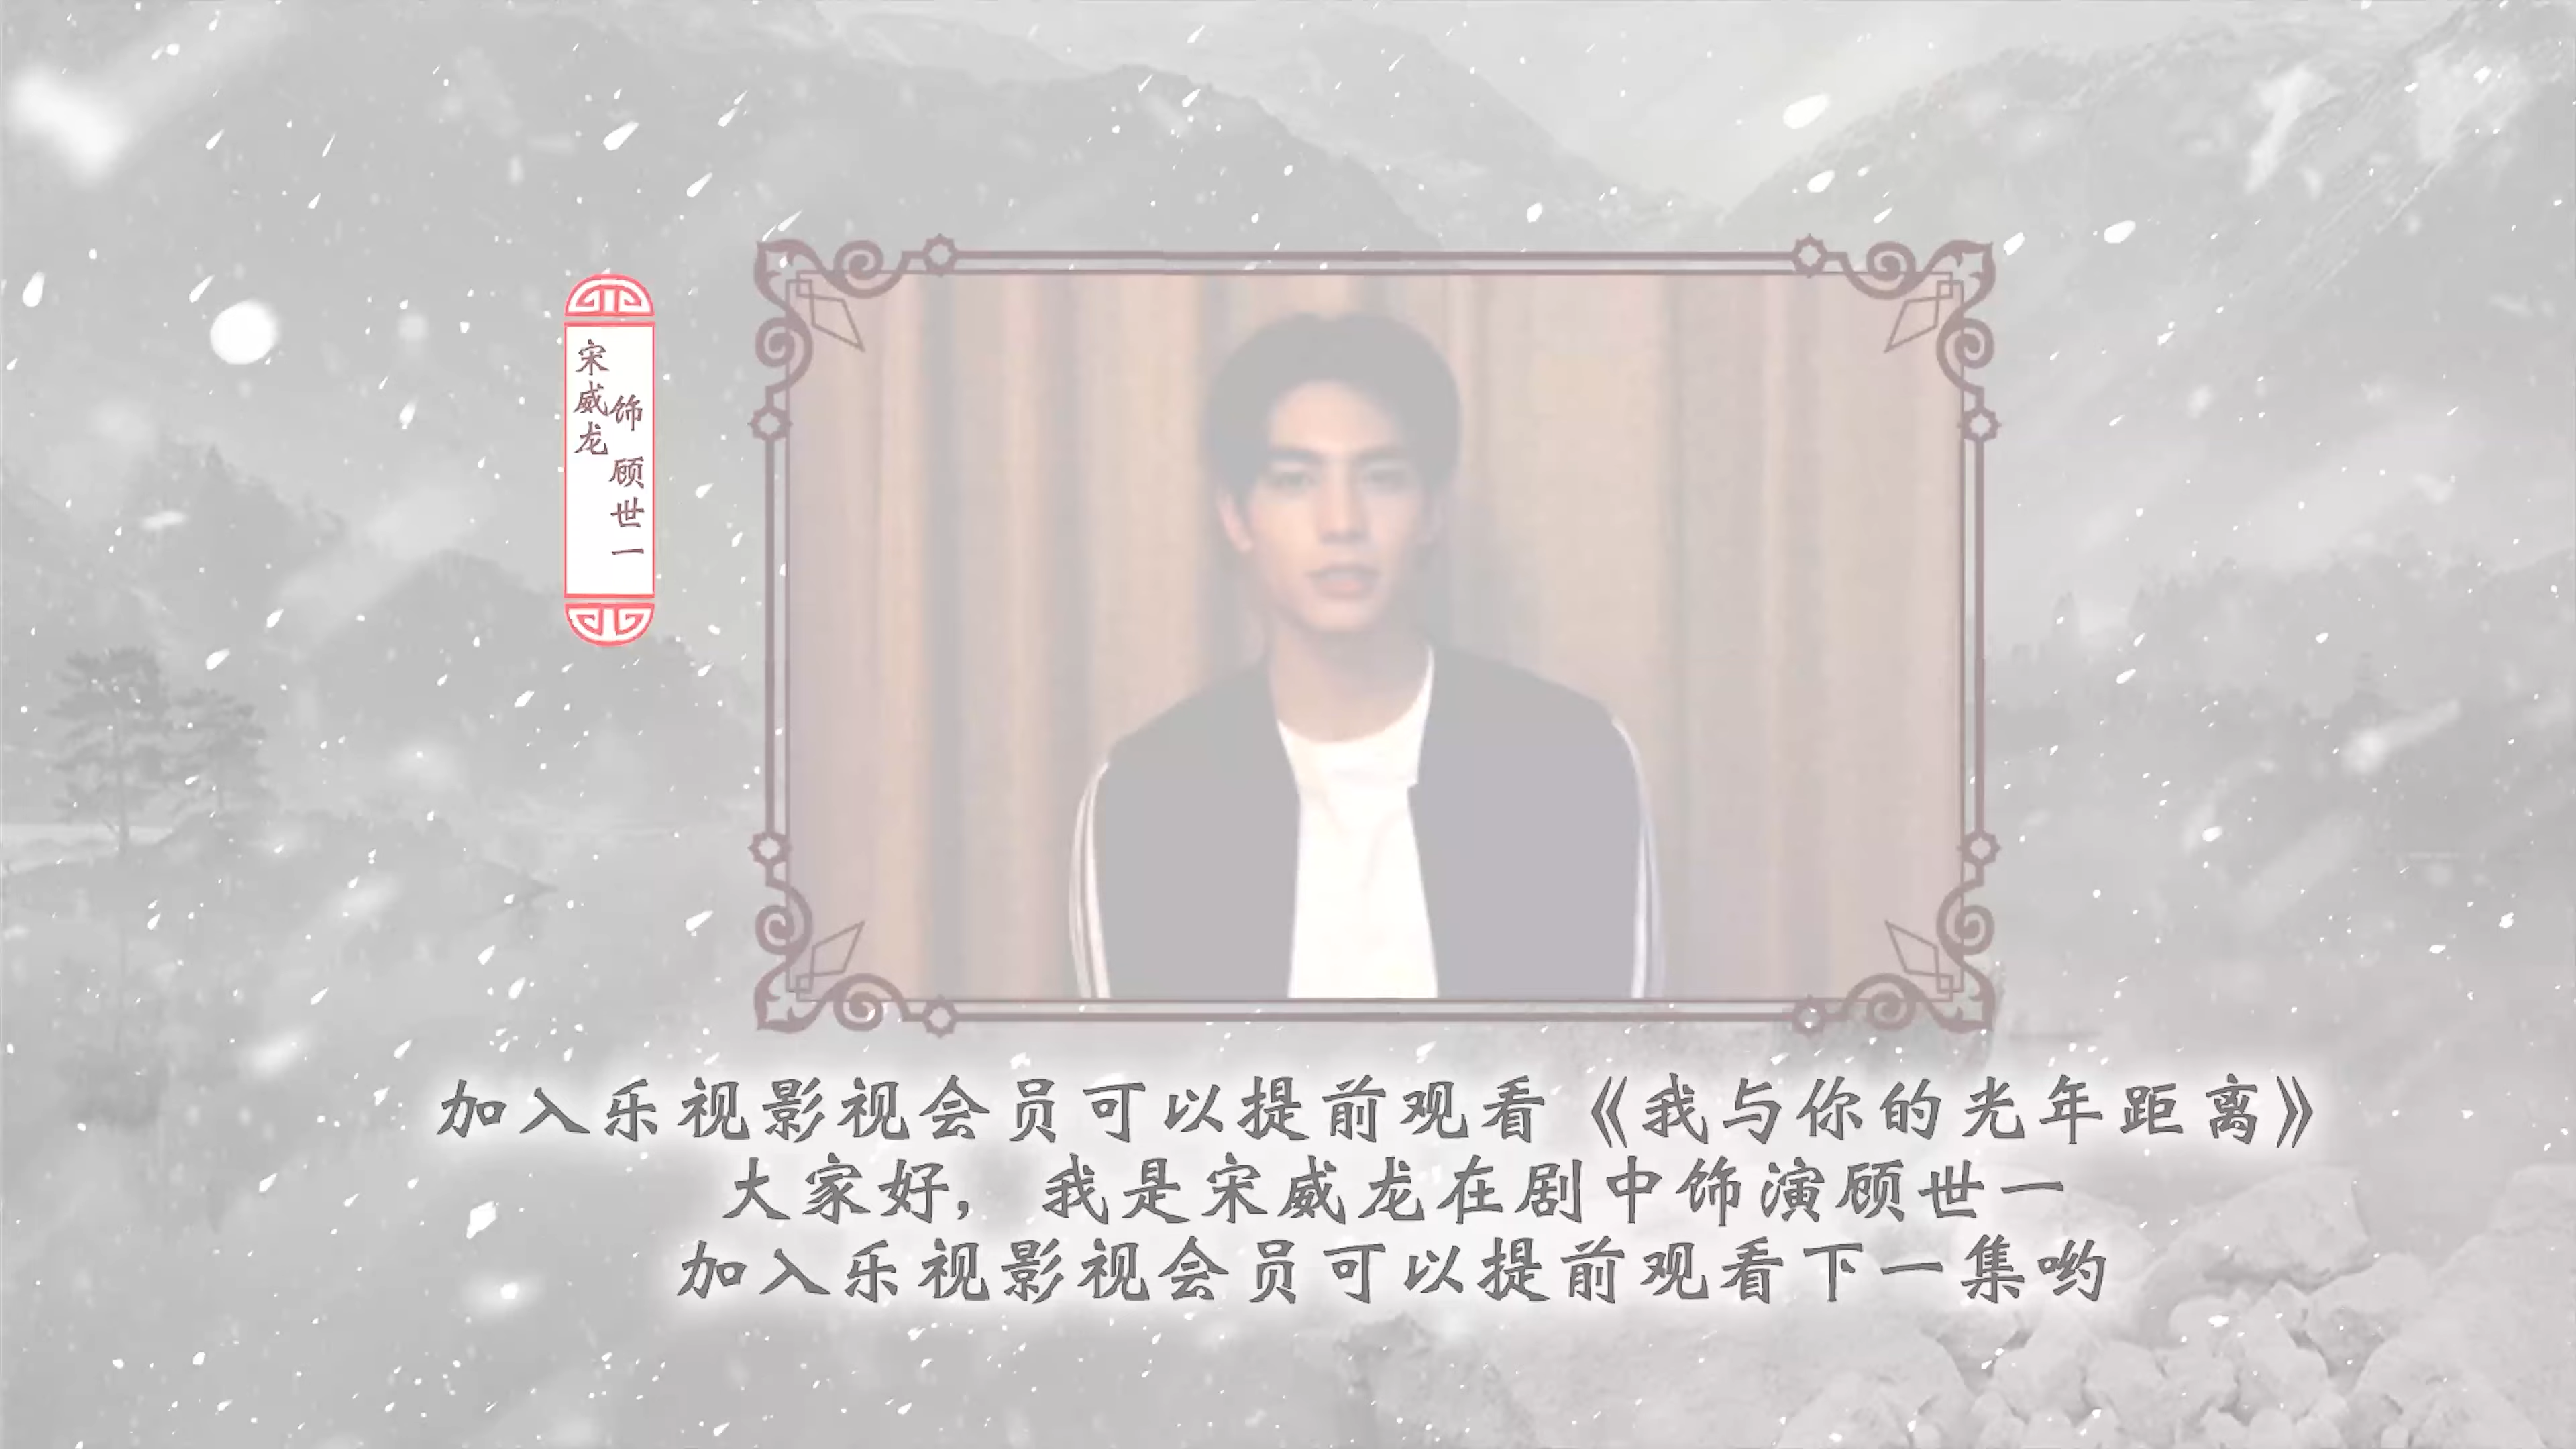 宋威龙
饰 顾世一
加入乐视影视会员可以提前观看《我与你的光年距离》
大家好，我是宋威龙在剧中饰演顾世一
加入乐视影视会员可以提前观看下一集哟